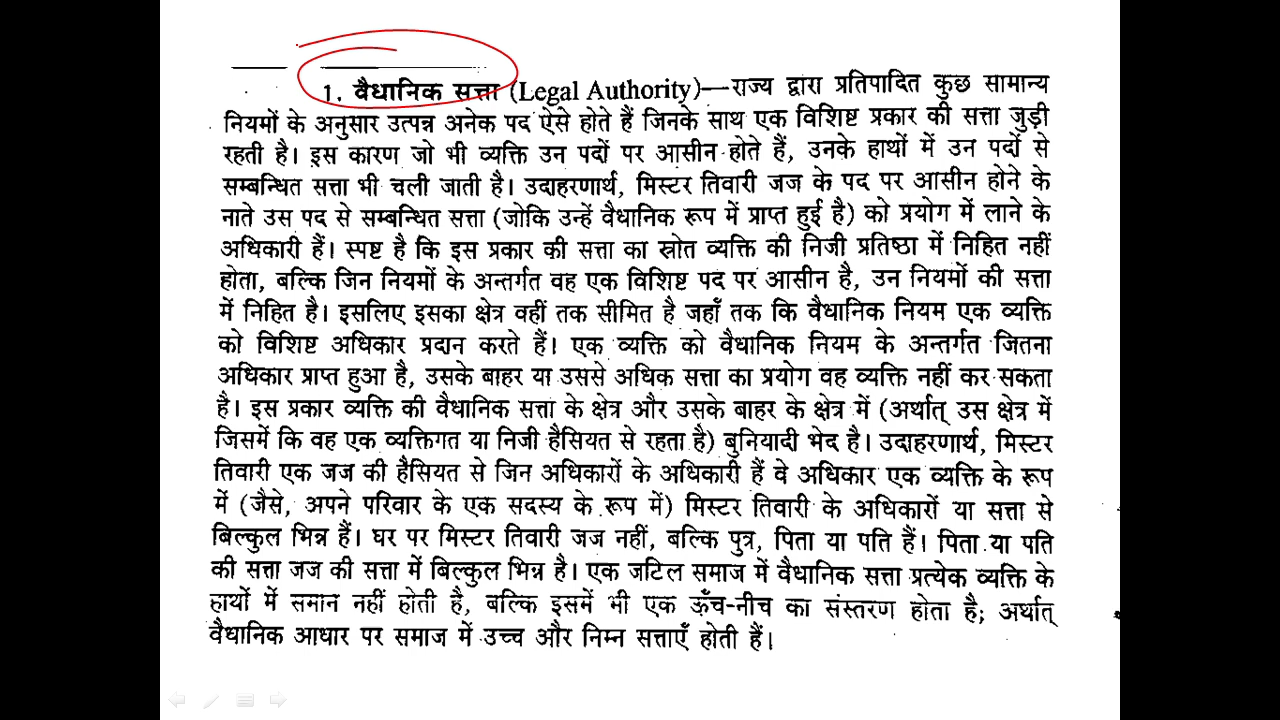 1. वैधानिक सत्ता (Legal Authority)—राज्य द्वारा प्रतिपादित कुछ सामान्य
नियमों के अनुसार उत्पन्न अनेक पद ऐसे होते हैं जिनके साथ एक विशिष्ट प्रकार की सत्ता जुड़ी
रहती है। इस कारण जो भी व्यक्ति उन पदों पर आसीन होते हैं, उनके हाथों में उन पदों से
सम्बन्धित सत्ता भी चली जाती है। उदाहरणार्थ, मिस्टर तिवारी जज के पद पर आसीन होने के
नाते उस पद से सम्बन्धित सत्ता (जोकि उन्हें वैधानिक रूप में प्राप्त हुई है) को प्रयोग में लाने के
अधिकारी हैं। स्पष्ट है कि इस प्रकार की सत्ता का स्रोत व्यक्ति की निजी प्रतिष्ठा में निहित नहीं
होता, बल्कि जिन नियमों के अन्तर्गत वह एक विशिष्ट पद पर आसीन है, उन नियमों की सत्ता
में निहित है। इसलिए इसका क्षेत्र वहीं तक सीमित है जहाँ तक कि वैधानिक नियम एक व्यक्ति
को विशिष्ट अधिकार प्रदान करते हैं। एक व्यक्ति को वैधानिक नियम के अन्तर्गत जितना
अधिकार प्राप्त हुआ है, उसके बाहर या उससे अधिक सत्ता का प्रयोग वह व्यक्ति नहीं कर सकता
है। इस प्रकार व्यक्ति की वैधानिक सत्ता के क्षेत्र और उसके बाहर के क्षेत्र में (अर्थात् उस क्षेत्र में
जिसमें कि वह एक व्यक्तिगत या निजी हैसियत से रहता है) बुनियादी भेद है। उदाहरणार्थ, मिस्टर
तिवारी एक जज की हैसियत से जिन अधिकारों के अधिकारी हैं वे अधिकार एक व्यक्ति के रूप
में (जैसे, अपने परिवार के एक सदस्य के रूप में) मिस्टर तिवारी के अधिकारों या सत्ता से
बिल्कुल भिन्न हैं। घर पर मिस्टर तिवारी जज नहीं, बल्कि पुत्र, पिता या पति हैं। पिता या पति
की सत्ता जज की सत्ता में बिल्कुल भिन्न है। एक जटिल समाज में वैधानिक सत्ता प्रत्येक व्यक्ति के
हाथों में समान नहीं होती है, बल्कि इसमें भी एक ऊँच-नीच का संस्तरण होता है; अर्थात्
वैधानिक आधार पर समाज में उच्च और निम्न सत्ताएँ होती हैं।